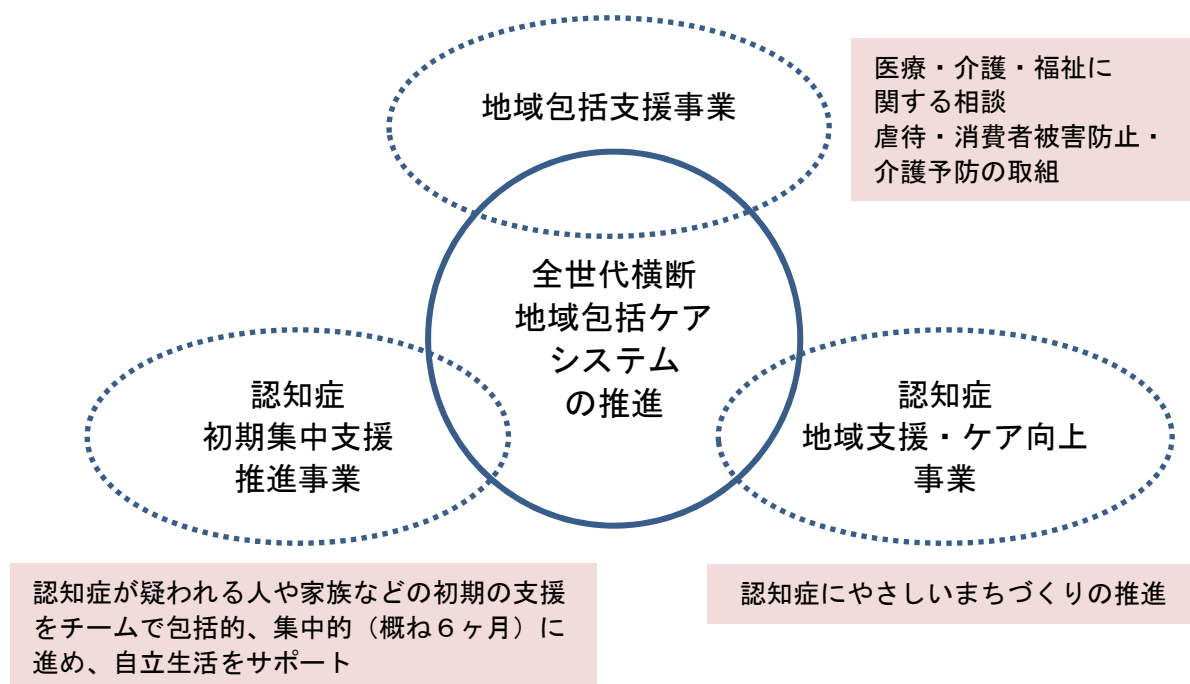 地域包括支援事業
医療・介護・福祉に
関する相談
虐待・消費者被害防止・
介護予防の取組
全世代横断
地域包括ケア
システム
の推進
認知症
初期集中支援
推進事業
認知症
地域支援・ケア向上
事業
認知症が疑われる人や家族などの初期の支援
をチームで包括的、集中的（概ね６ヶ月）に
進め、自立生活をサポート
認知症にやさしいまちづくりの推進